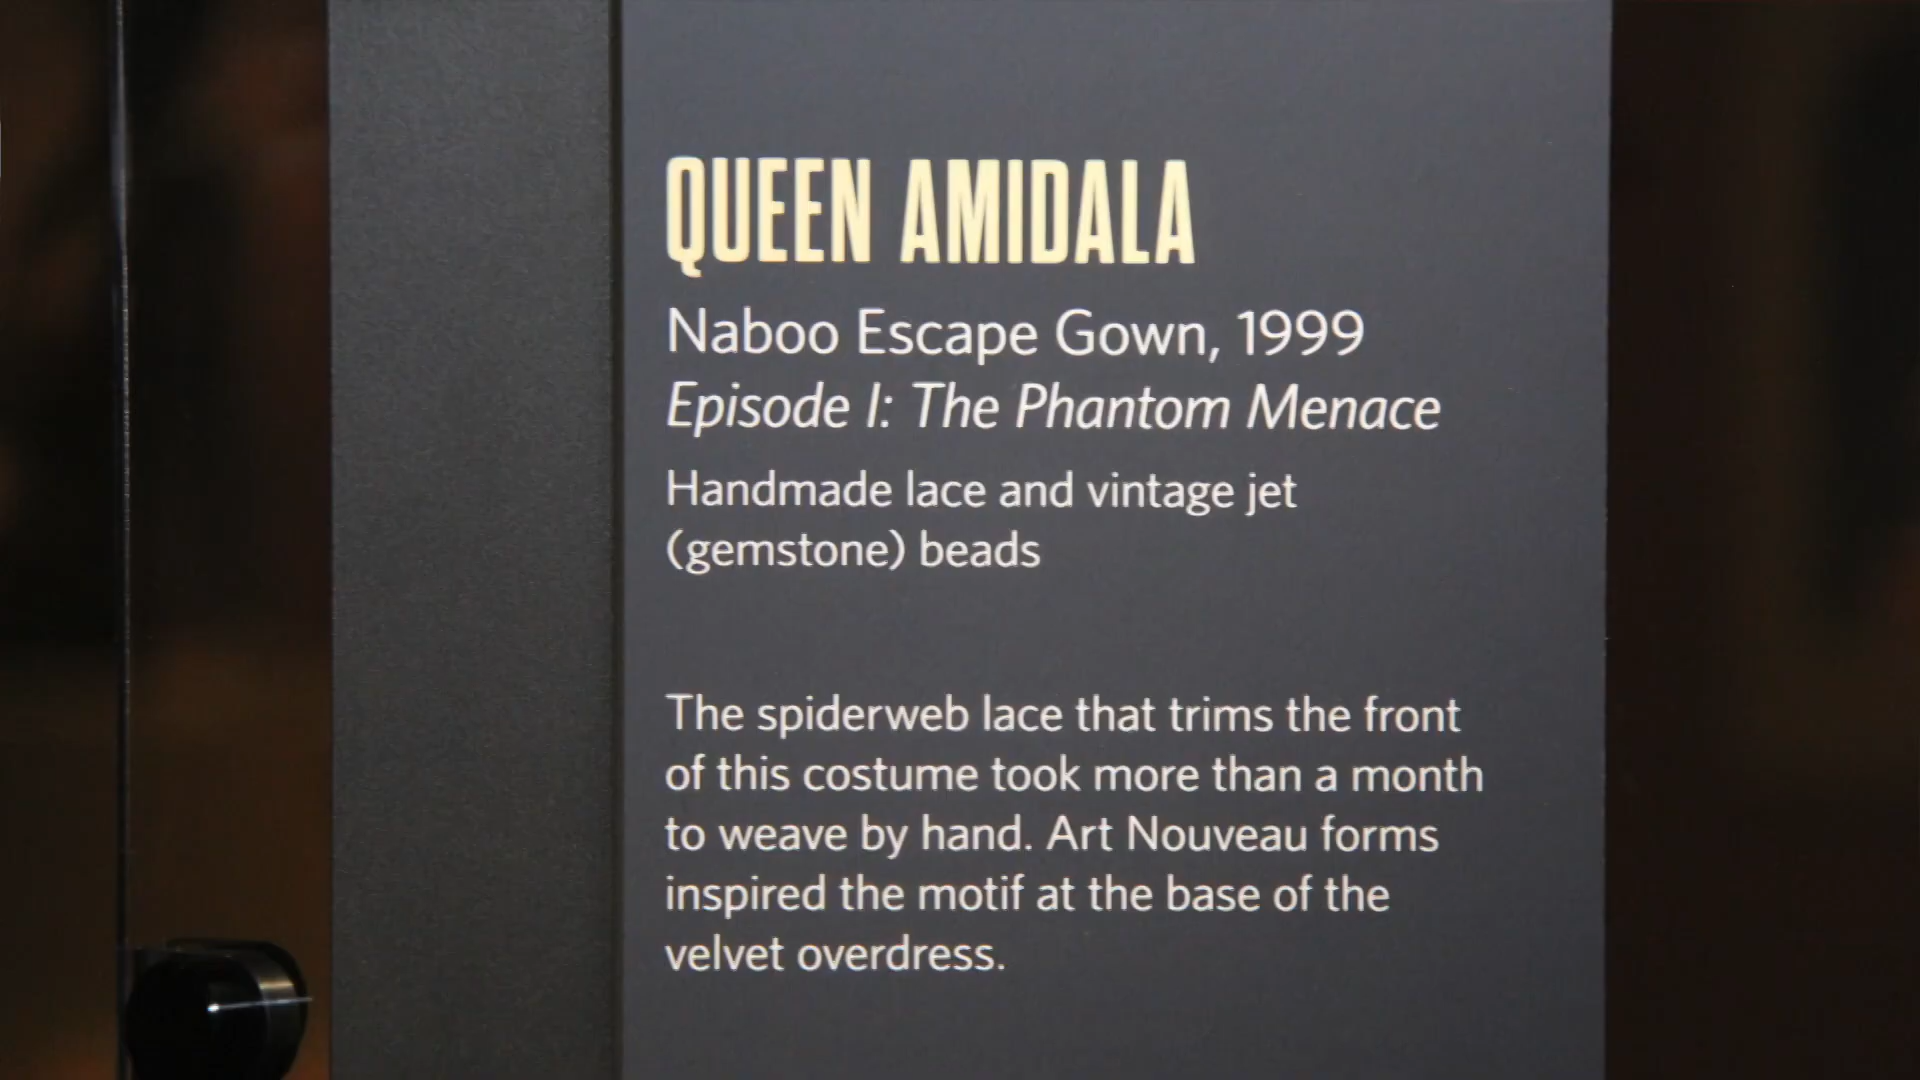 QUEEN AMIDALA
Naboo Escape Gown, 1999
Episode I: The Phantom Menace
Handmade lace and vintage jet
(gemstone) beads
The spiderweb lace that trims the front
of this costume took more than a month
to weave by hand. Art Nouveau forms
inspired the motif at the base of the
velvet overdress.